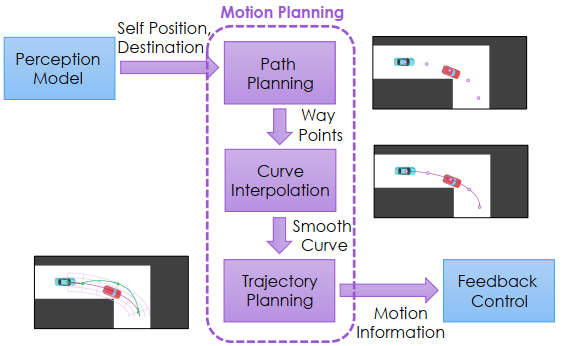 Motion Planning
Self Position,
Destination
Perception
Model
Path
Planning
Way
Points
Curve
Interpolation
Smooth
Curve
Trajectory
Planning
Motion
Information
Feedback
Control